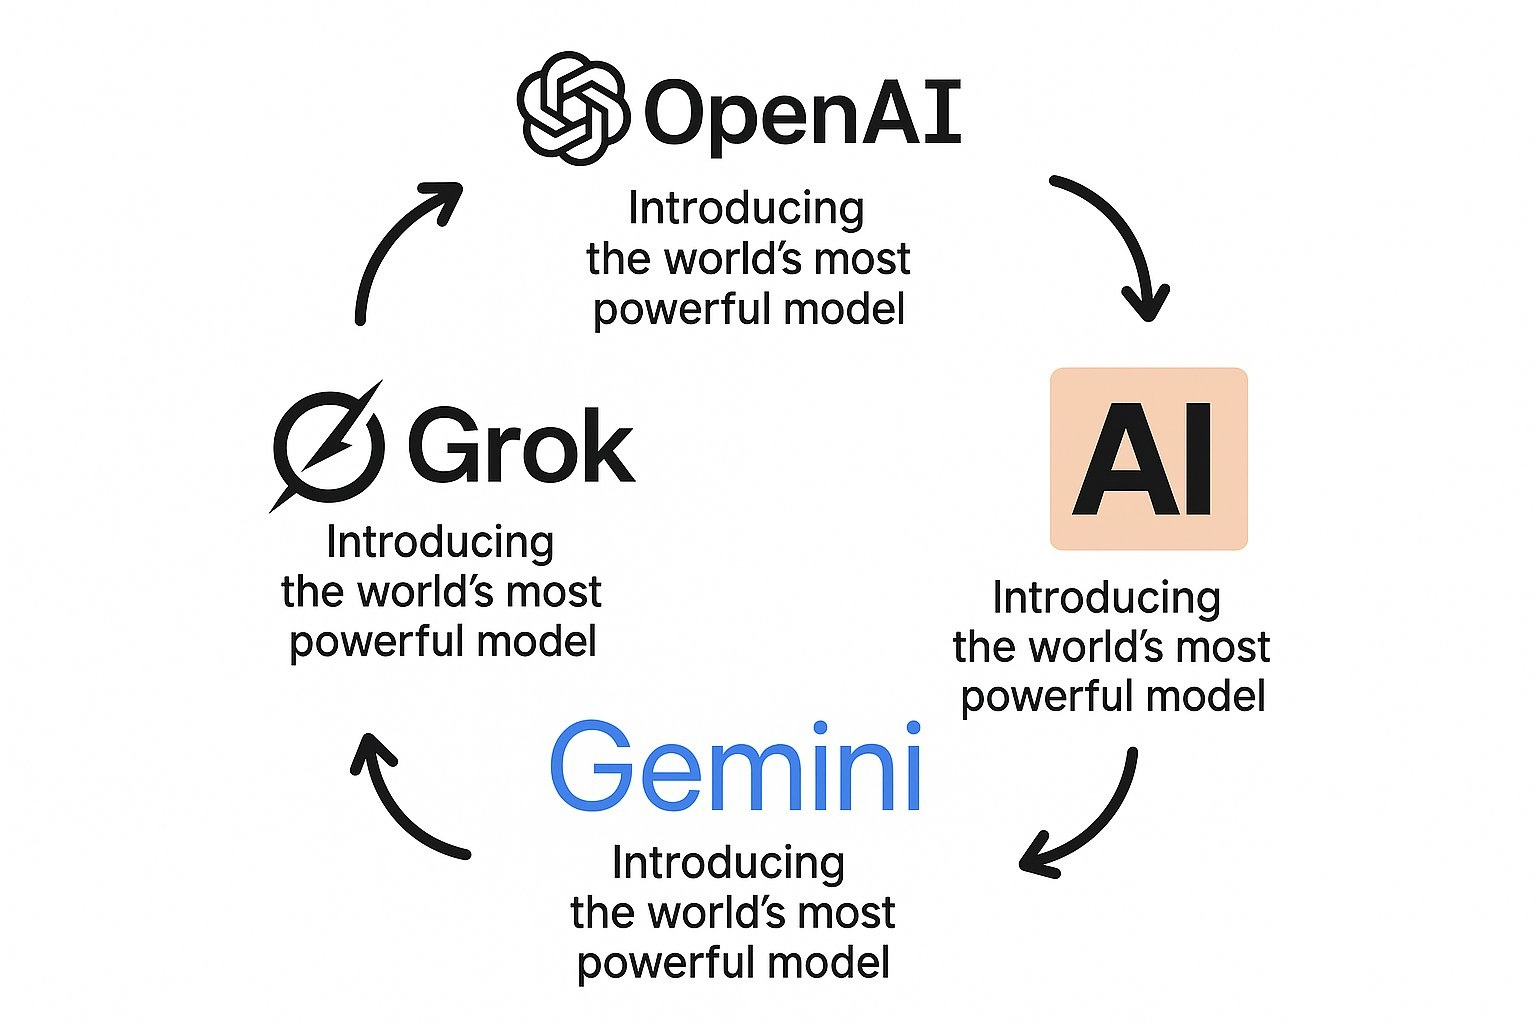 OpenAI
Introducing
the world's most
powerful model
AI
Introducing
the world's most
powerful model
Gemini
Introducing
the world's most
powerful model
Grok
Introducing
the world's most
powerful model